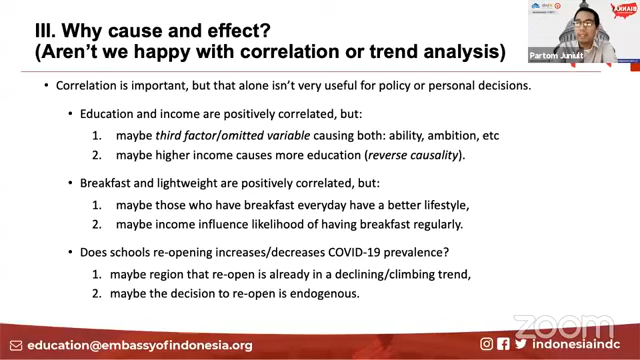 III. Why cause and effect?
(Aren't we happy with correlation or trend analysis)
Partom Juniult
• Correlation is important, but that alone isn't very useful for policy or personal decisions.
• Education and income are positively correlated, but:
1. maybe third factor/omitted variable causing both: ability, ambition, etc
2. maybe higher income causes more education (reverse causality).
• Breakfast and lightweight are positively correlated, but:
1. maybe those who have breakfast everyday have a better lifestyle,
2. maybe income influence likelihood of having breakfast regularly.
• Does schools re-opening increases/decreases COVID-19 prevalence?
1. maybe region that re-open is already in a declining/climbing trend,
2. maybe the decision to re-open is endogenous.
zoom
education@embassyofindonesia.org
indonesiaindc